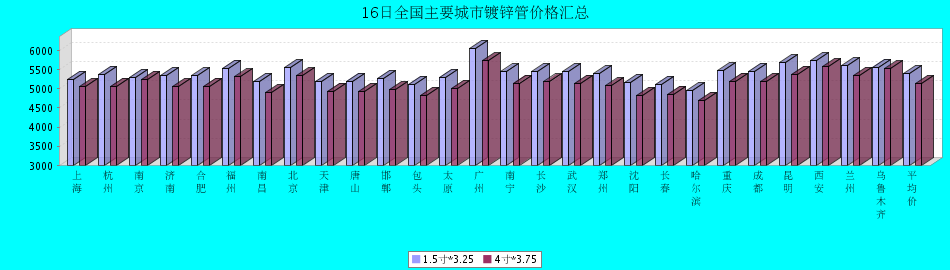 16日全国主要城市镀锌管价格汇总
6000
5500
5000
4500
4000
3500
3000
上海 杭州 南京 济南 合肥 福州 南昌 北京 天津 唐山 邯郸 包头 太原 广州 南宁 长沙 武汉 郑州 沈阳 长春 哈尔滨 重庆 成都 昆明 西安 兰州 乌鲁木齐 平均价
1.5寸*3.25 4寸*3.75